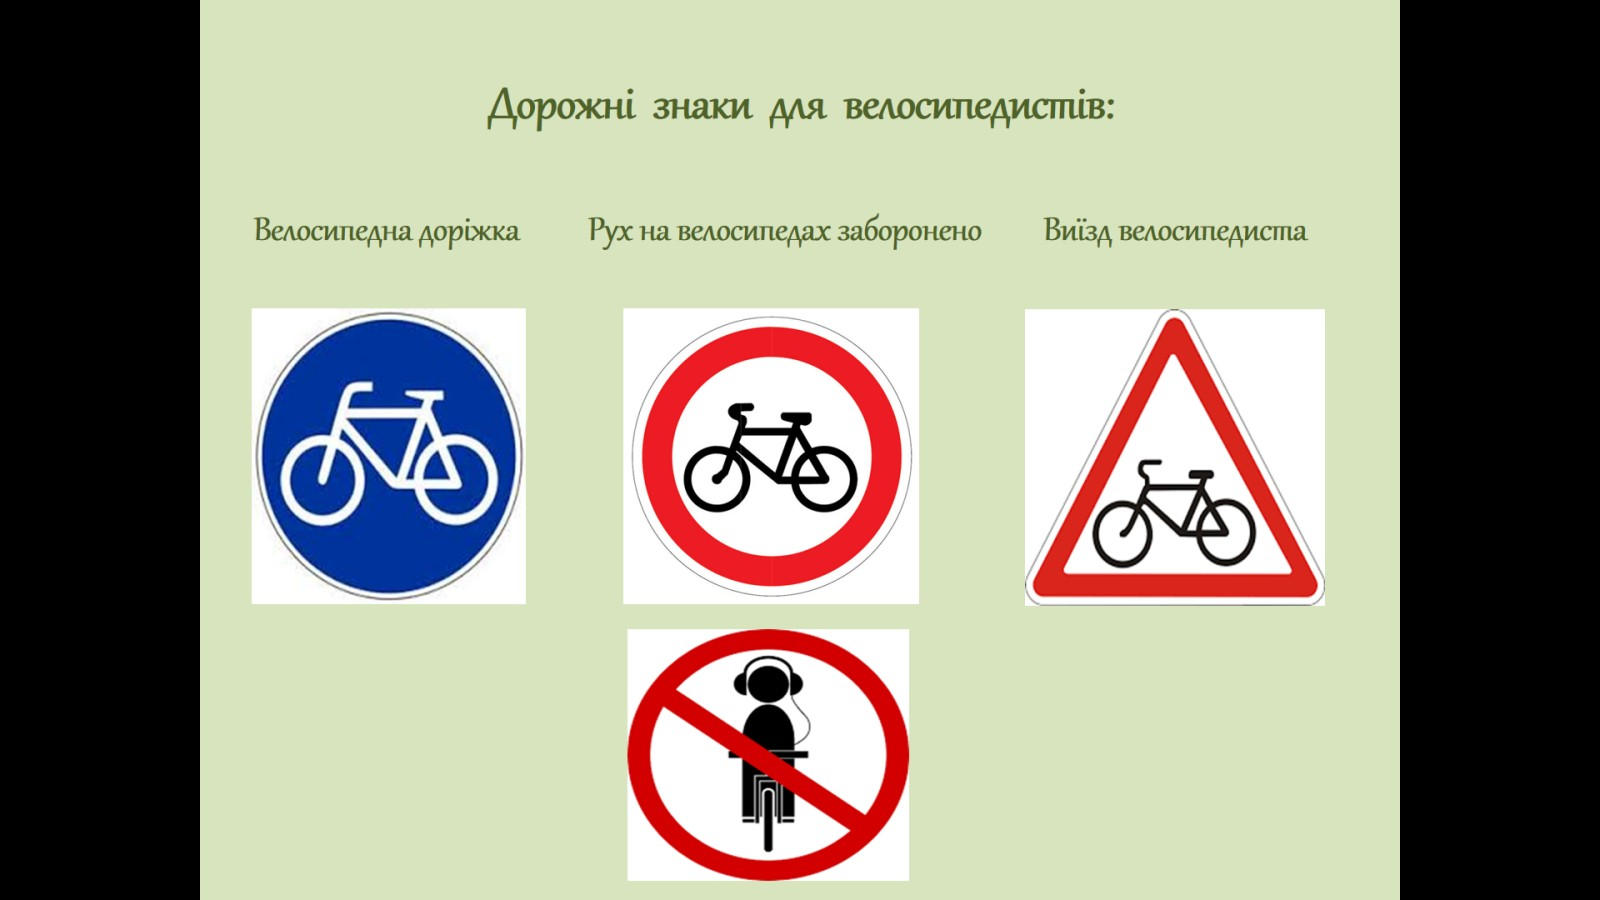 Дорожні знаки для велосипедистів:
Велосипедна доріжка
Рух на велосипедах заборонено
Виїзд велосипедиста